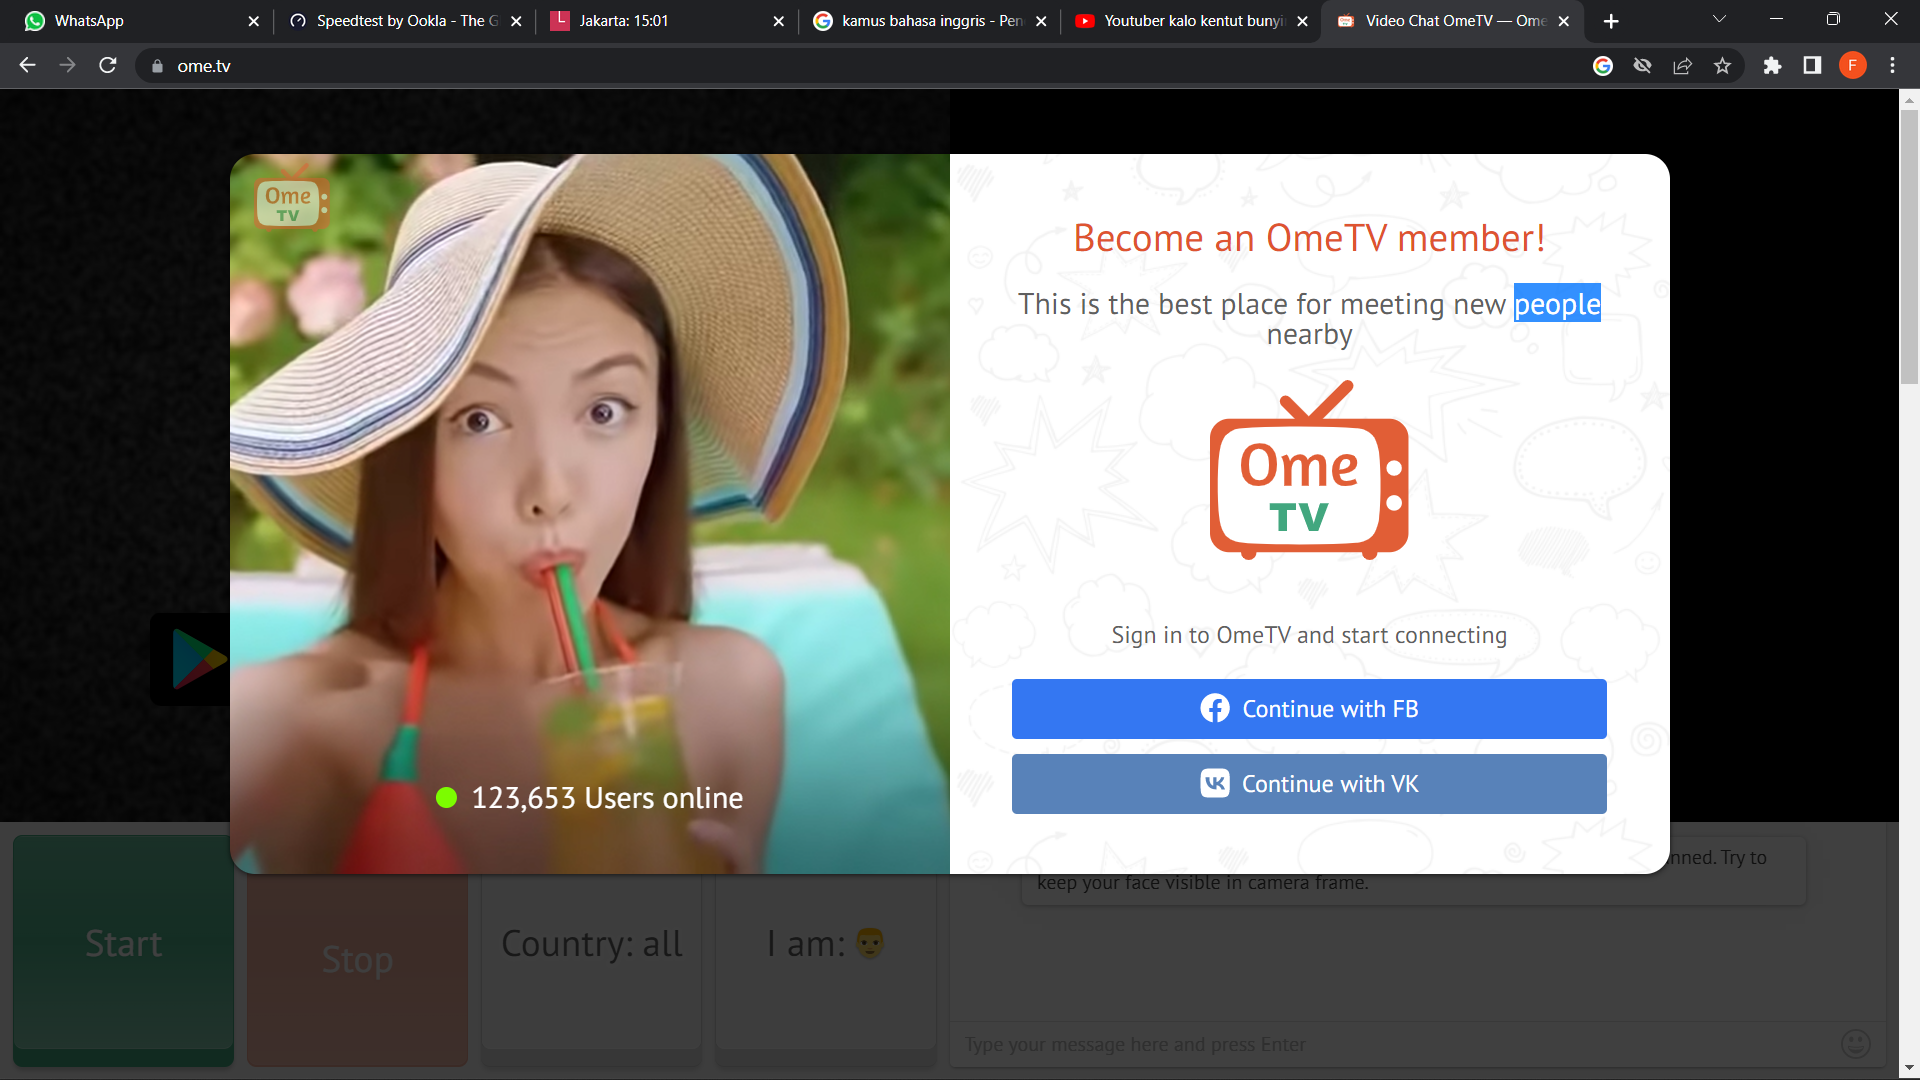 WhatsApp
Speedtest by Ookla - The G
Jakarta: 15:01
kamus bahasa inggris - Pen
Youtuber kalo kentut bunyi
Video Chat OmeTV — Ome
ome.tv
F
Ome
TV
Become an OmeTV member!
This is the best place for meeting new people
nearby
Ome
TV
Sign in to OmeTV and start connecting
Continue with FB
Continue with VK
123,653 Users online
nned. Try to
keep your face visible in camera frame.
Start
Stop
Country: all
I am:
Type your message here and press Enter